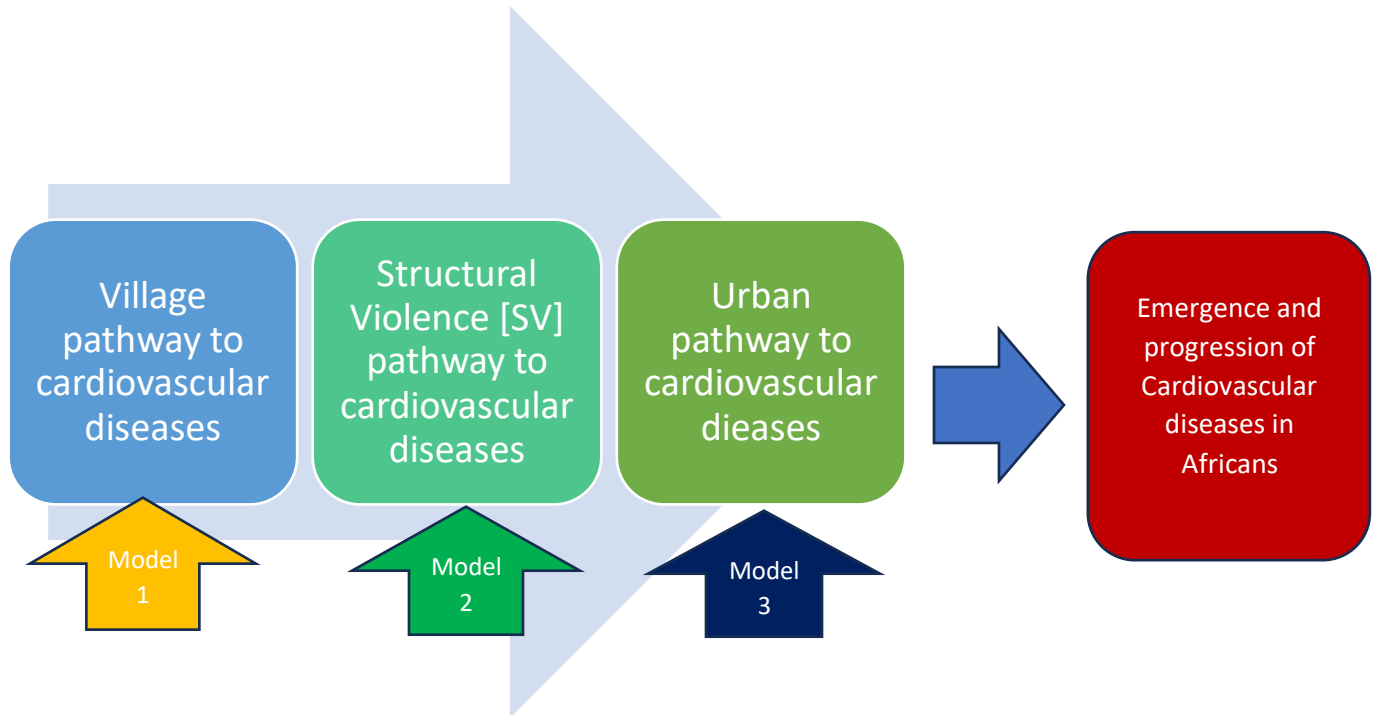 Village
pathway to
cardiovascular
diseases
Structural
Violence [SV]
pathway to
cardiovascular
diseases
Urban
pathway to
cardiovascular
dieases
Emergence and
progression of
Cardiovascular
diseases in
Africans
Model
1
Model
2
Model
3